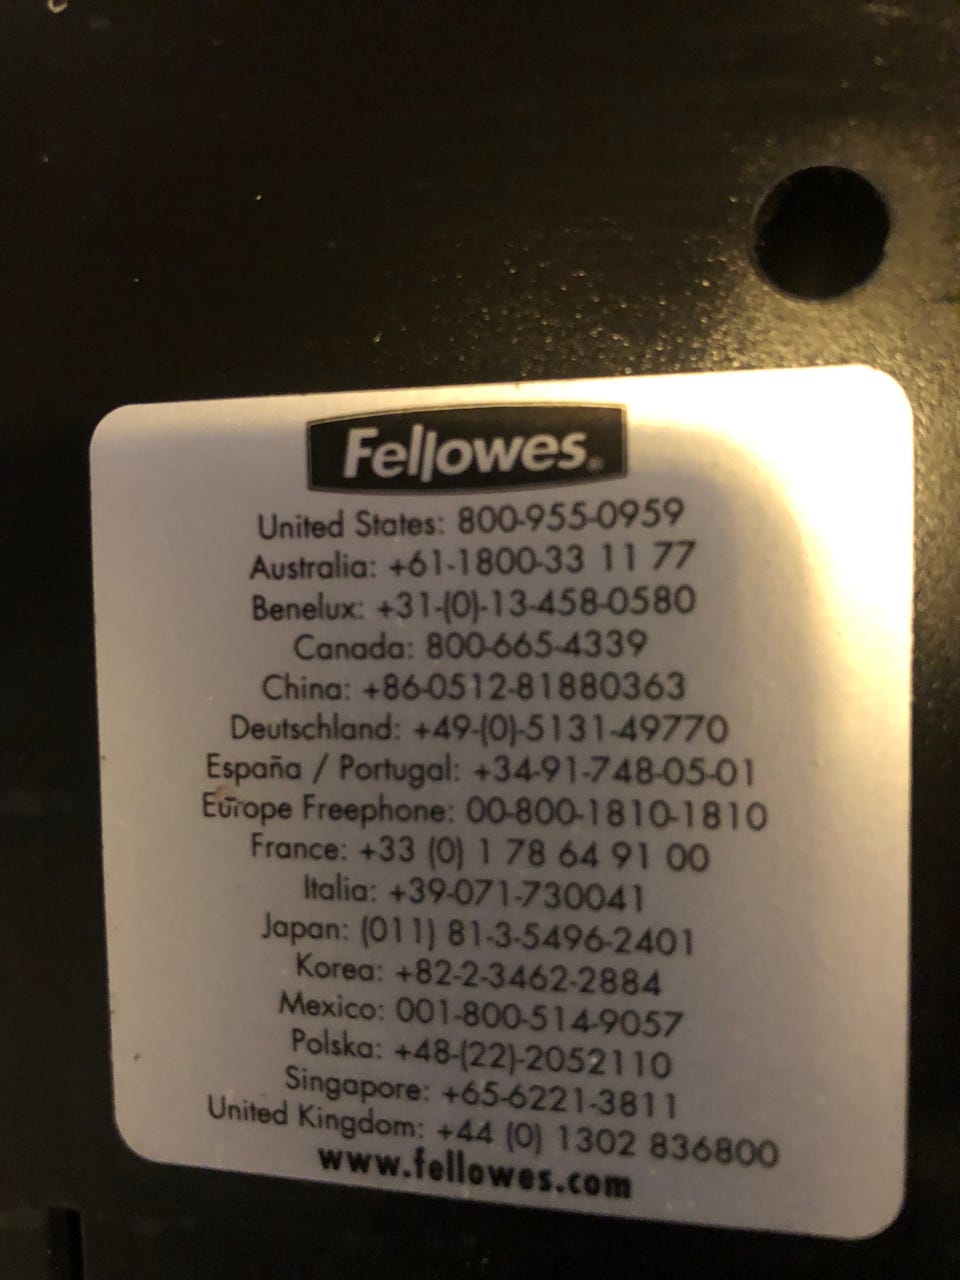 Fellowes®
United States: 800-955-0959
Australia: +61-1800-33 11 77
Benelux: +31-(0)-13-458-0580
Canada: 800-665-4339
China: +86-0512-81880363
Deutschland: +49-(0)-5131-49770
España / Portugal: +34-91-748-05-01
Europe Freephone: 00-800-1810-1810
France: +33 (0) 1 78 64 91 00
Italia: +39-071-730041
Japan: (011) 81-3-5496-2401
Korea: +82-2-3462-2884
Mexico: 001-800-514-9057
Polska: +48-(22)-2052110
Singapore: +65-6221-3811
United Kingdom: +44 (0) 1302 836800
www.fellowes.com